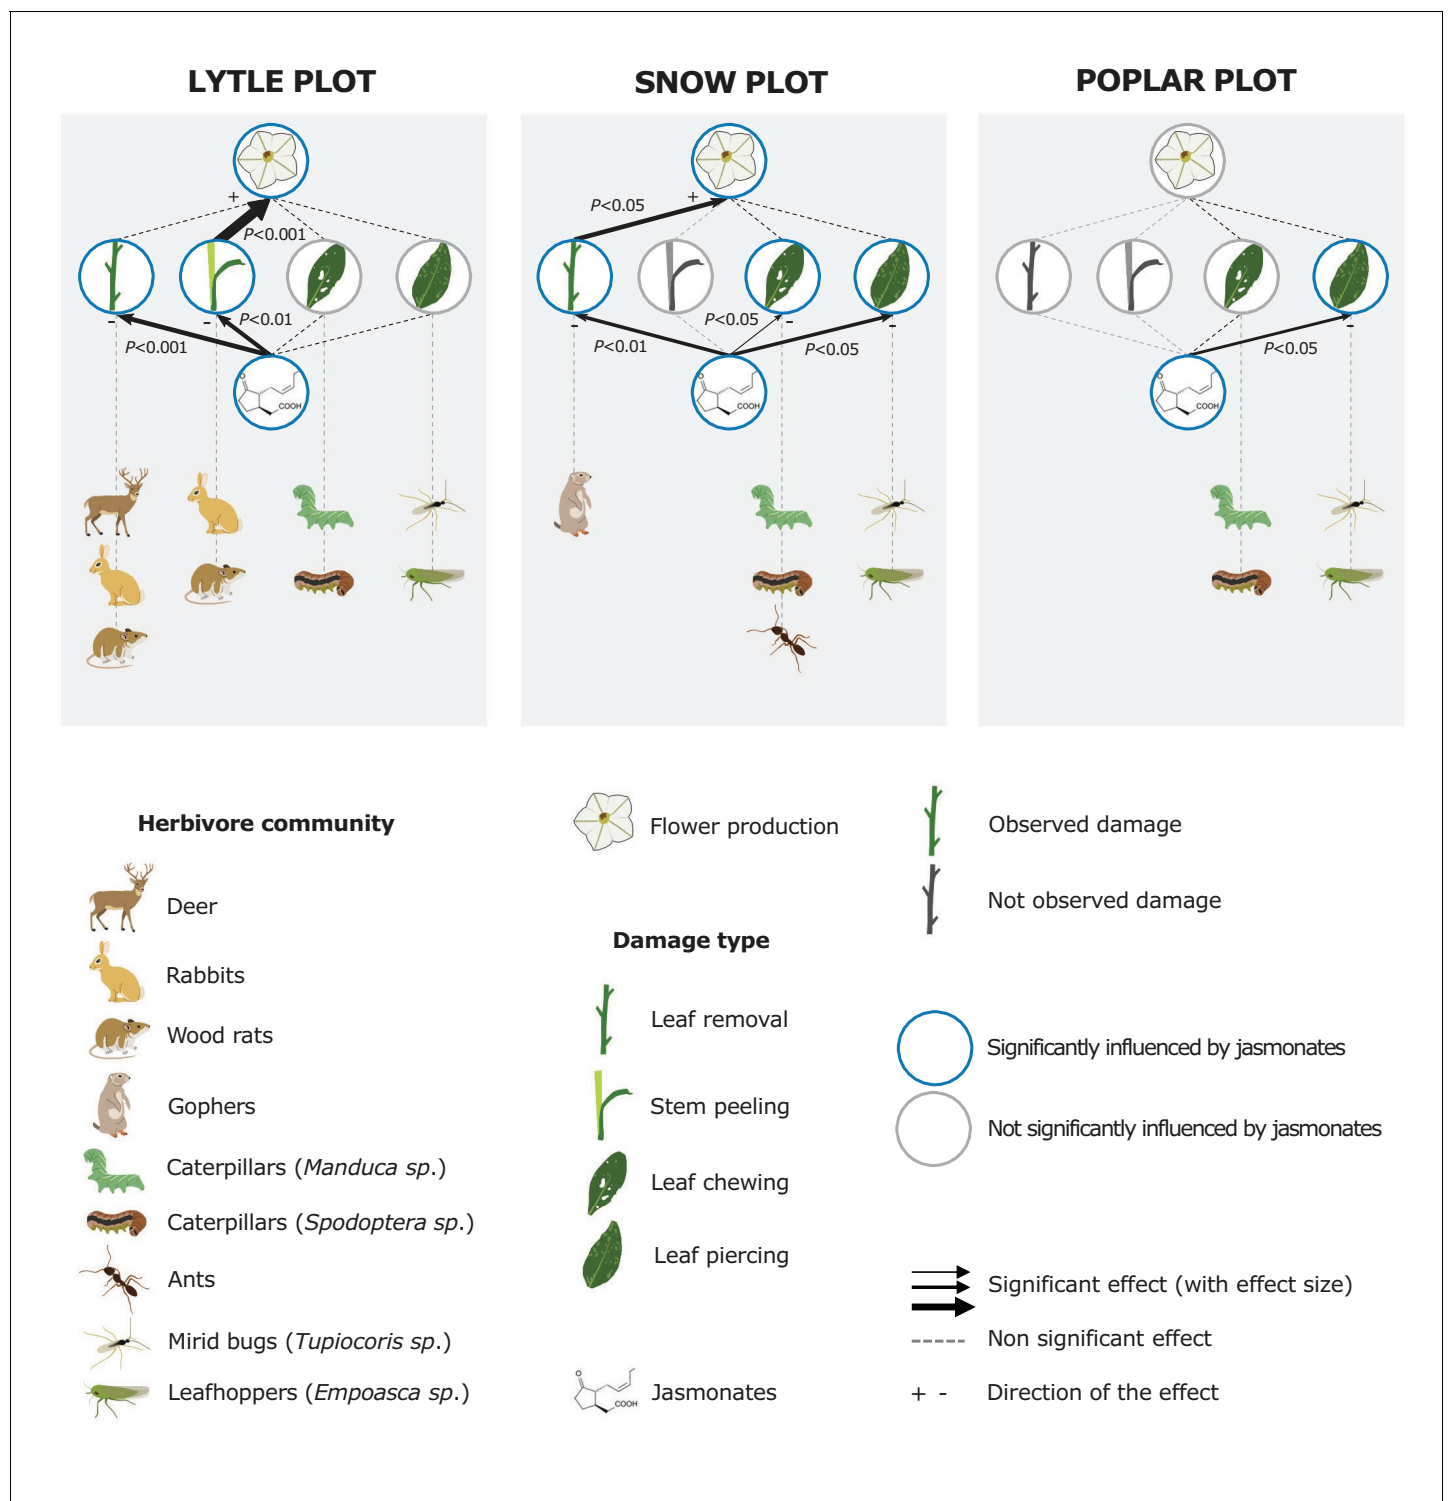 LYTLE PLOT
SNOW PLOT
POPLAR PLOT
+
P<0.001
-
-
P<0.01
P<0.001
O
COOH
P<0.05
+
-
P<0.05
-
-
P<0.01
P<0.05
O
COOH
-
P<0.05
O
COOH
Herbivore community
Deer
Rabbits
Wood rats
Gophers
Caterpillars (Manduca sp.)
Caterpillars (Spodoptera sp.)
Ants
Mirid bugs (Tupiocoris sp.)
Leafhoppers (Empoasca sp.)
Flower production
Damage type
Leaf removal
Stem peeling
Leaf chewing
Leaf piercing
O
COOH
Jasmonates
Observed damage
Not observed damage
Significantly influenced by jasmonates
Not significantly influenced by jasmonates
Significant effect (with effect size)
Non significant effect
+ - Direction of the effect